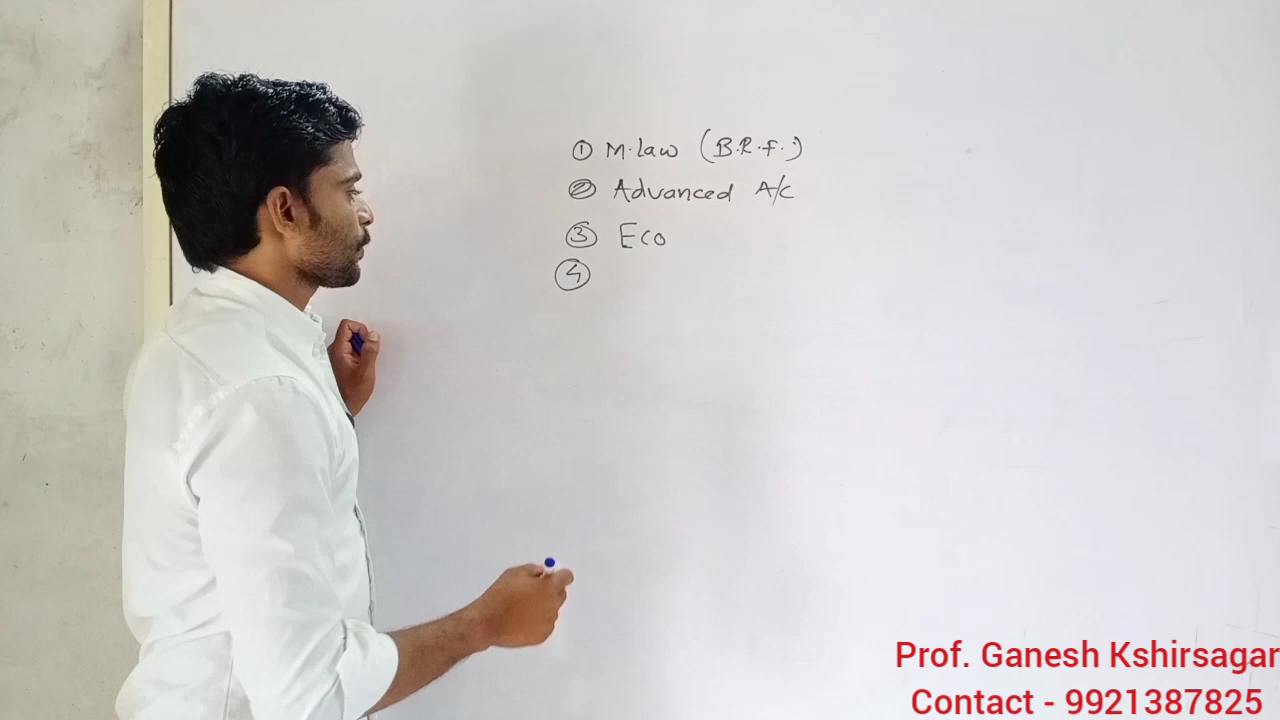 ① M.law (B.R.f.)
② Advanced A/c
③ Eco
④
Prof. Ganesh Kshirsagar
Contact - 9921387825